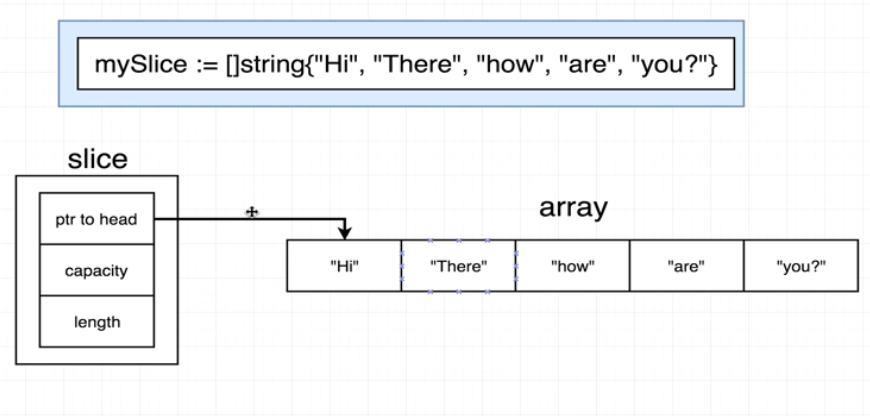 mySlice := []string{"Hi", "There", "how", "are", "you?"}
slice
ptr to head
capacity
length
array
"Hi" "There" "how" "are" "you?"